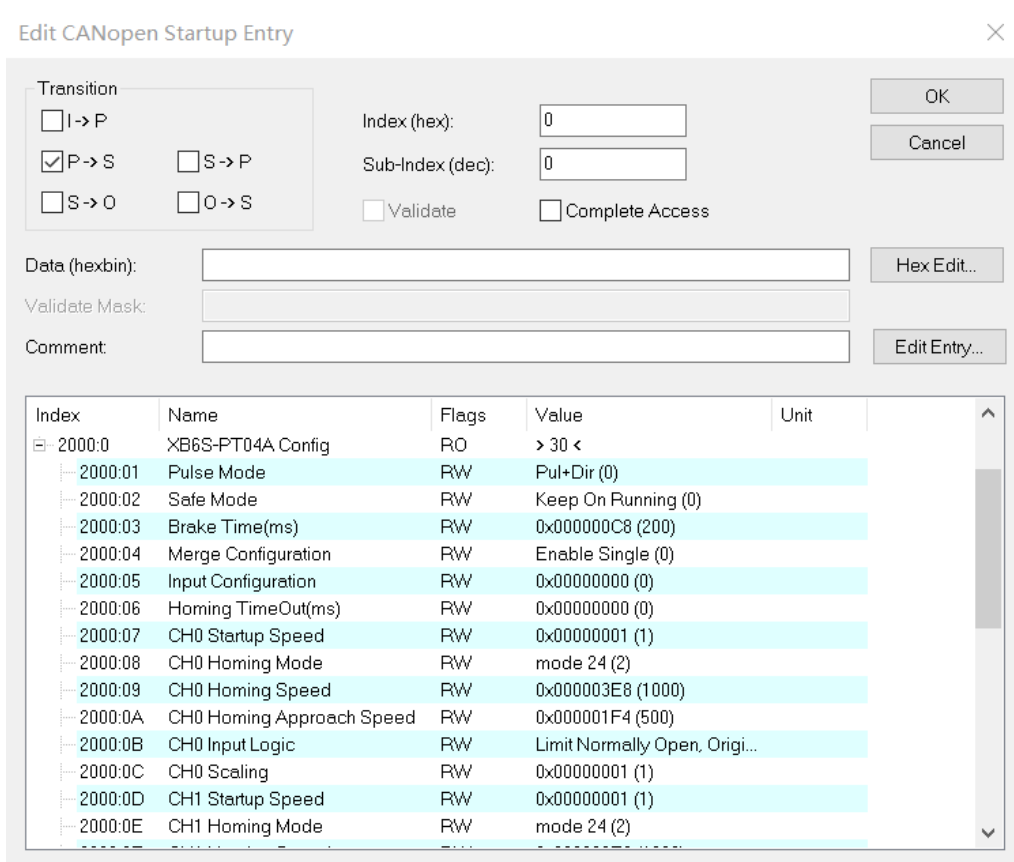 Edit CANopen Startup Entry
Transition
I -> P
P -> S
S -> P
S -> O
O -> S
Index (hex):
0
Sub-Index (dec):
0
Validate
Complete Access
OK
Cancel
Data (hexbin):
Hex Edit...
Validate Mask:
Comment:
Edit Entry...
Index Name Flags Value Unit
2000:0 XB6S-PT04A Config RO > 30 <
2000:01 Pulse Mode RW Pul+Dir (0)
2000:02 Safe Mode RW Keep On Running (0)
2000:03 Brake Time(ms) RW 0x000000C8 (200)
2000:04 Merge Configuration RW Enable Single (0)
2000:05 Input Configuration RW 0x00000000 (0)
2000:06 Homing TimeOut(ms) RW 0x00000000 (0)
2000:07 CH0 Startup Speed RW 0x00000001 (1)
2000:08 CH0 Homing Mode RW mode 24 (2)
2000:09 CH0 Homing Speed RW 0x000003E8 (1000)
2000:0A CH0 Homing Approach Speed RW 0x000001F4 (500)
2000:0B CH0 Input Logic RW Limit Normally Open, Origi...
2000:0C CH0 Scaling RW 0x00000001 (1)
2000:0D CH1 Startup Speed RW 0x00000001 (1)
2000:0E CH1 Homing Mode RW mode 24 (2)